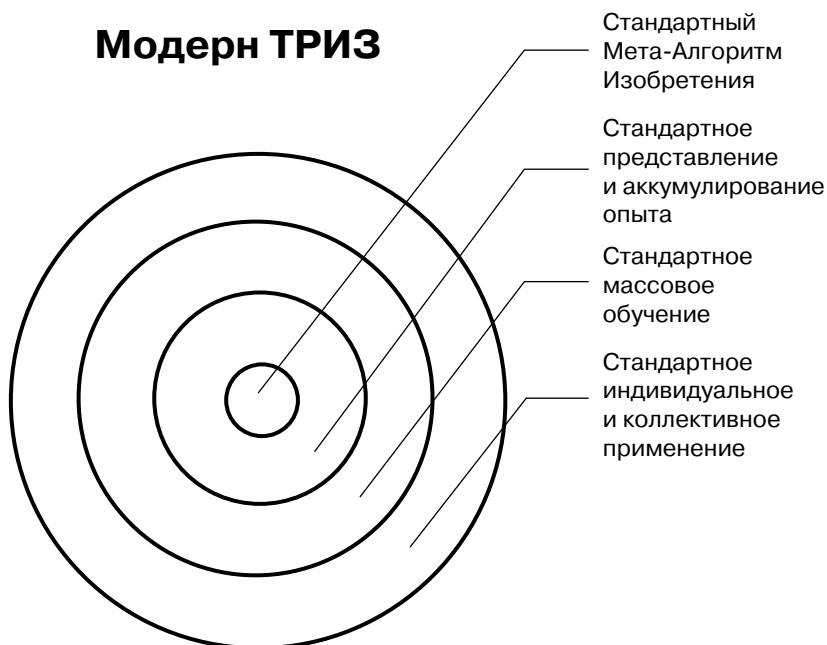 Модерн ТРИЗ
Стандартный
Мета-Алгоритм
Изобретения
Стандартное
представление
и аккумулирование
опыта
Стандартное
массовое
обучение
Стандартное
индивидуальное
и коллективное
применение